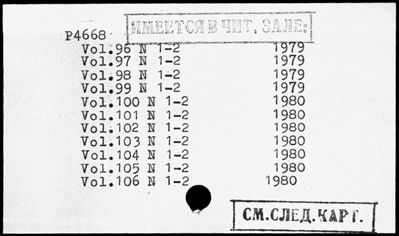 ИМЕЕТСЯ В ЧИТ. ЗАЛЕ:
P4668
Vol.96 N 1-2 1979
Vol.97 N 1-2 1979
Vol.98 N 1-2 1979
Vol.99 N 1-2 1979
Vol.100 N 1-2 1980
Vol.101 N 1-2 1980
Vol.102 N 1-2 1980
Vol.103 N 1-2 1980
Vol.104 N 1-2 1980
Vol.105 N 1-2 1980
Vol.106 N 1-2 1980
СМ.СЛЕД.КАРТ.